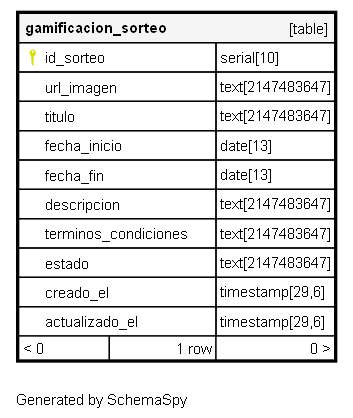 gamificacion_sorteo [table]
id_sorteo serial[10]
url_imagen text[2147483647]
titulo text[2147483647]
fecha_inicio date[13]
fecha_fin date[13]
descripcion text[2147483647]
terminos_condiciones text[2147483647]
estado text[2147483647]
creado_el timestamp[29,6]
actualizado_el timestamp[29,6]
< 0 1 row 0 >
Generated by SchemaSpy